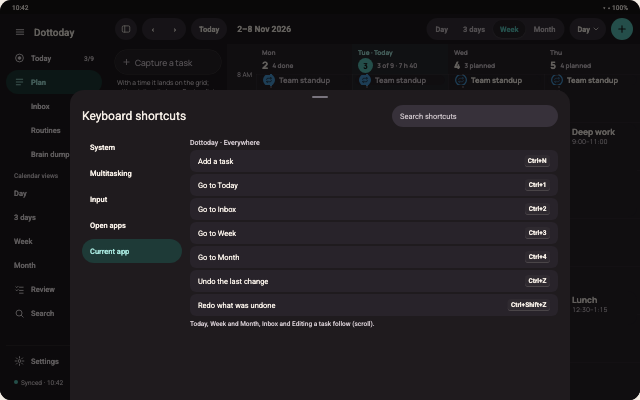 10:42
100%
Dottoday
Today
2–8 Nov 2026
Day
3 days
Week
Month
Day
Today
3/9
Plan
Inbox
Routines
Brain dump
Calendar views
Day
3 days
Week
Month
Review
Search
Settings
Synced · 10:42
Capture a task
With a time it lands on the grid.
Mon
2 4 done
Tue · Today
3 3 of 9 · 7 h 40
Wed
4 3 planned
Thu
5 4 planned
8 AM
Team standup
Team standup
Team standup
Team standup
Deep work
9:00–11:00
Lunch
12:30–1:15
Keyboard shortcuts
Search shortcuts
System
Multitasking
Input
Open apps
Current app
Dottoday · Everywhere
Add a task Ctrl+N
Go to Today Ctrl+1
Go to Inbox Ctrl+2
Go to Week Ctrl+3
Go to Month Ctrl+4
Undo the last change Ctrl+Z
Redo what was undone Ctrl+Shift+Z
Today, Week and Month, Inbox and Editing a task follow (scroll).